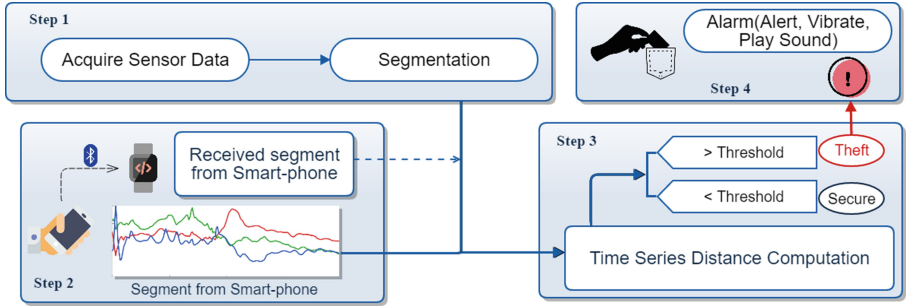 Step 1
Acquire Sensor Data
Segmentation
Alarm(Alert, Vibrate,
Play Sound)
Step 4
Received segment
from Smart-phone
Step 2
Segment from Smart-phone
Step 3
> Threshold
Theft
< Threshold
Secure
Time Series Distance Computation